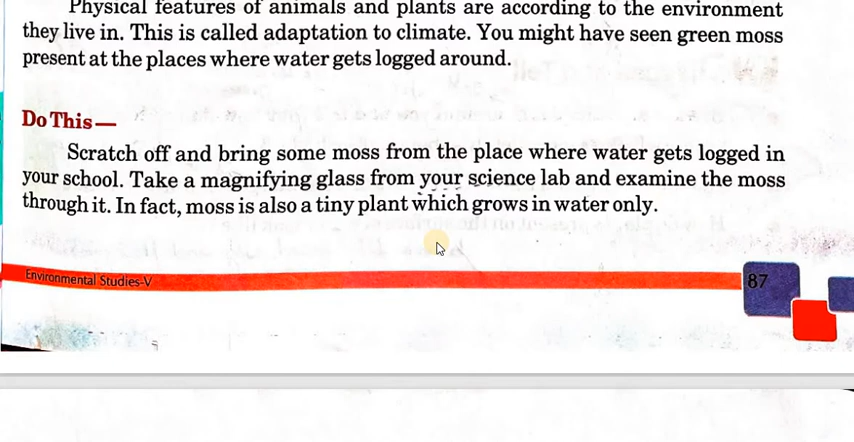 Physical features of animals and plants are according to the environment
they live in. This is called adaptation to climate. You might have seen green moss
present at the places where water gets logged around.
Do This—
Scratch off and bring some moss from the place where water gets logged in
your school. Take a magnifying glass from your science lab and examine the moss
through it. In fact, moss is also a tiny plant which grows in water only.
Environmental Studies-V
87